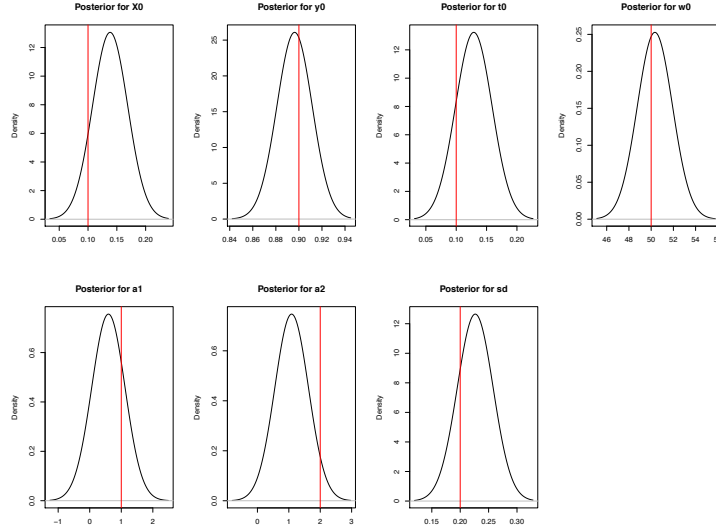 Posterior for X0
Density
0 2 4 6 8 10 12
0.05 0.10 0.15 0.20
Posterior for y0
Density
0 5 10 15 20 25
0.84 0.86 0.88 0.90 0.92 0.94
Posterior for t0
Density
0 2 4 6 8 10 12
0.05 0.10 0.15 0.20
Posterior for w0
Density
0.00 0.05 0.10 0.15 0.20 0.25
46 48 50 52 54
Posterior for a1
Density
0.0 0.2 0.4 0.6
−1 0 1 2
Posterior for a2
Density
0.0 0.2 0.4 0.6
0 1 2 3
Posterior for sd
Density
0 2 4 6 8 10 12
0.15 0.20 0.25 0.30